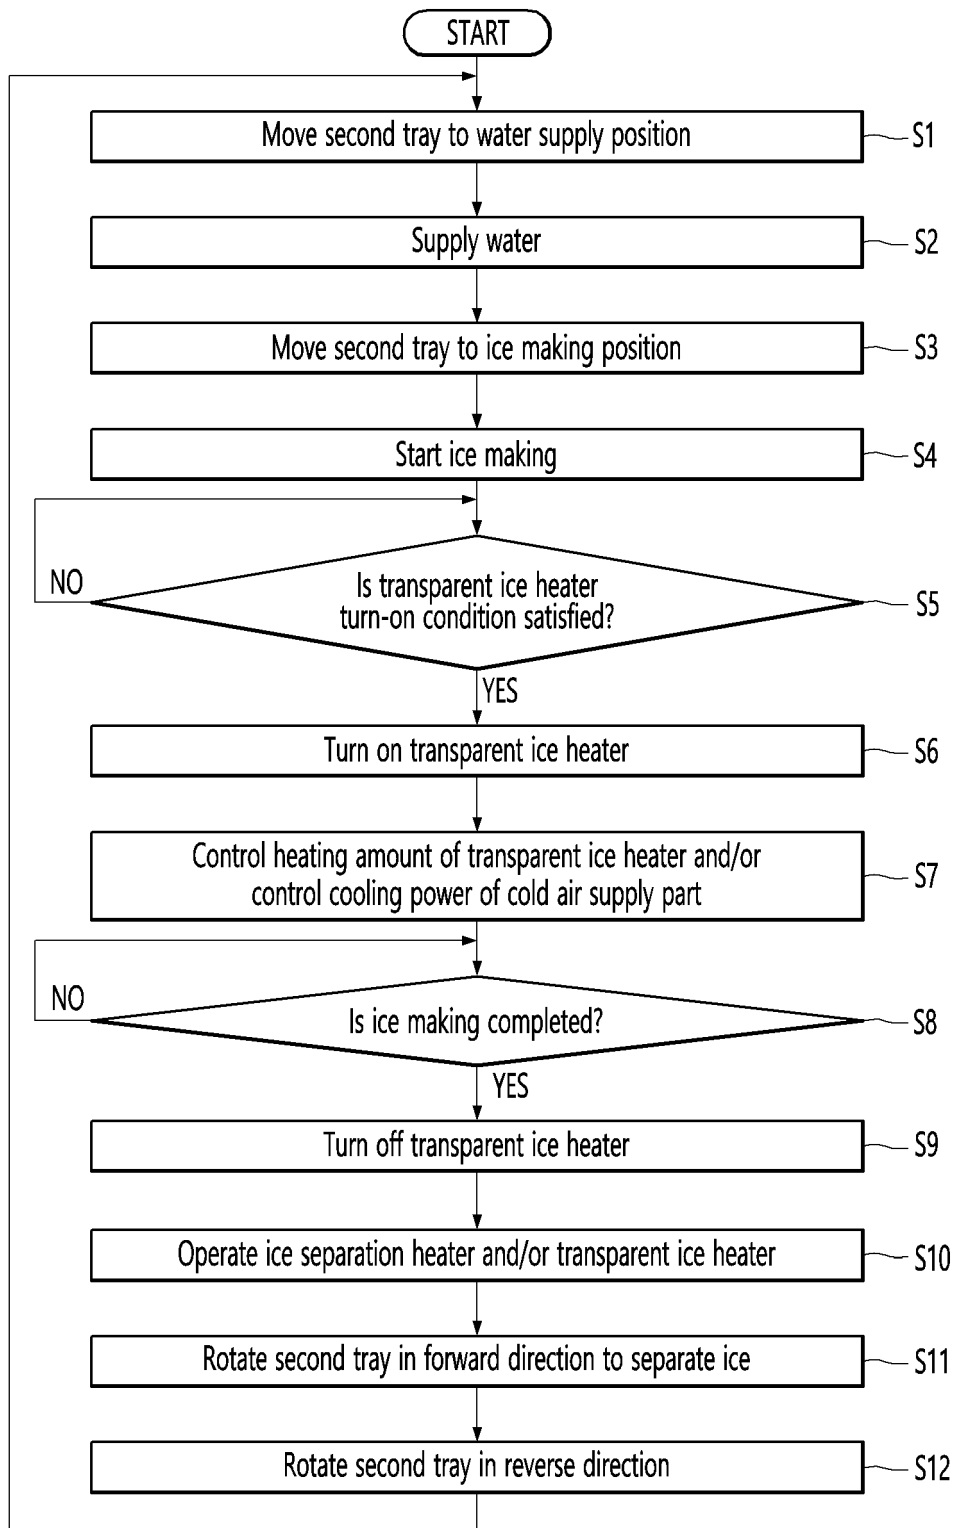 START
Move second tray to water supply position
S1
Supply water
S2
Move second tray to ice making position
S3
Start ice making
S4
NO
Is transparent ice heater
turn-on condition satisfied?
S5
YES
Turn on transparent ice heater
S6
Control heating amount of transparent ice heater and/or
control cooling power of cold air supply part
S7
NO
Is ice making completed?
S8
YES
Turn off transparent ice heater
S9
Operate ice separation heater and/or transparent ice heater
S10
Rotate second tray in forward direction to separate ice
S11
Rotate second tray in reverse direction
S12